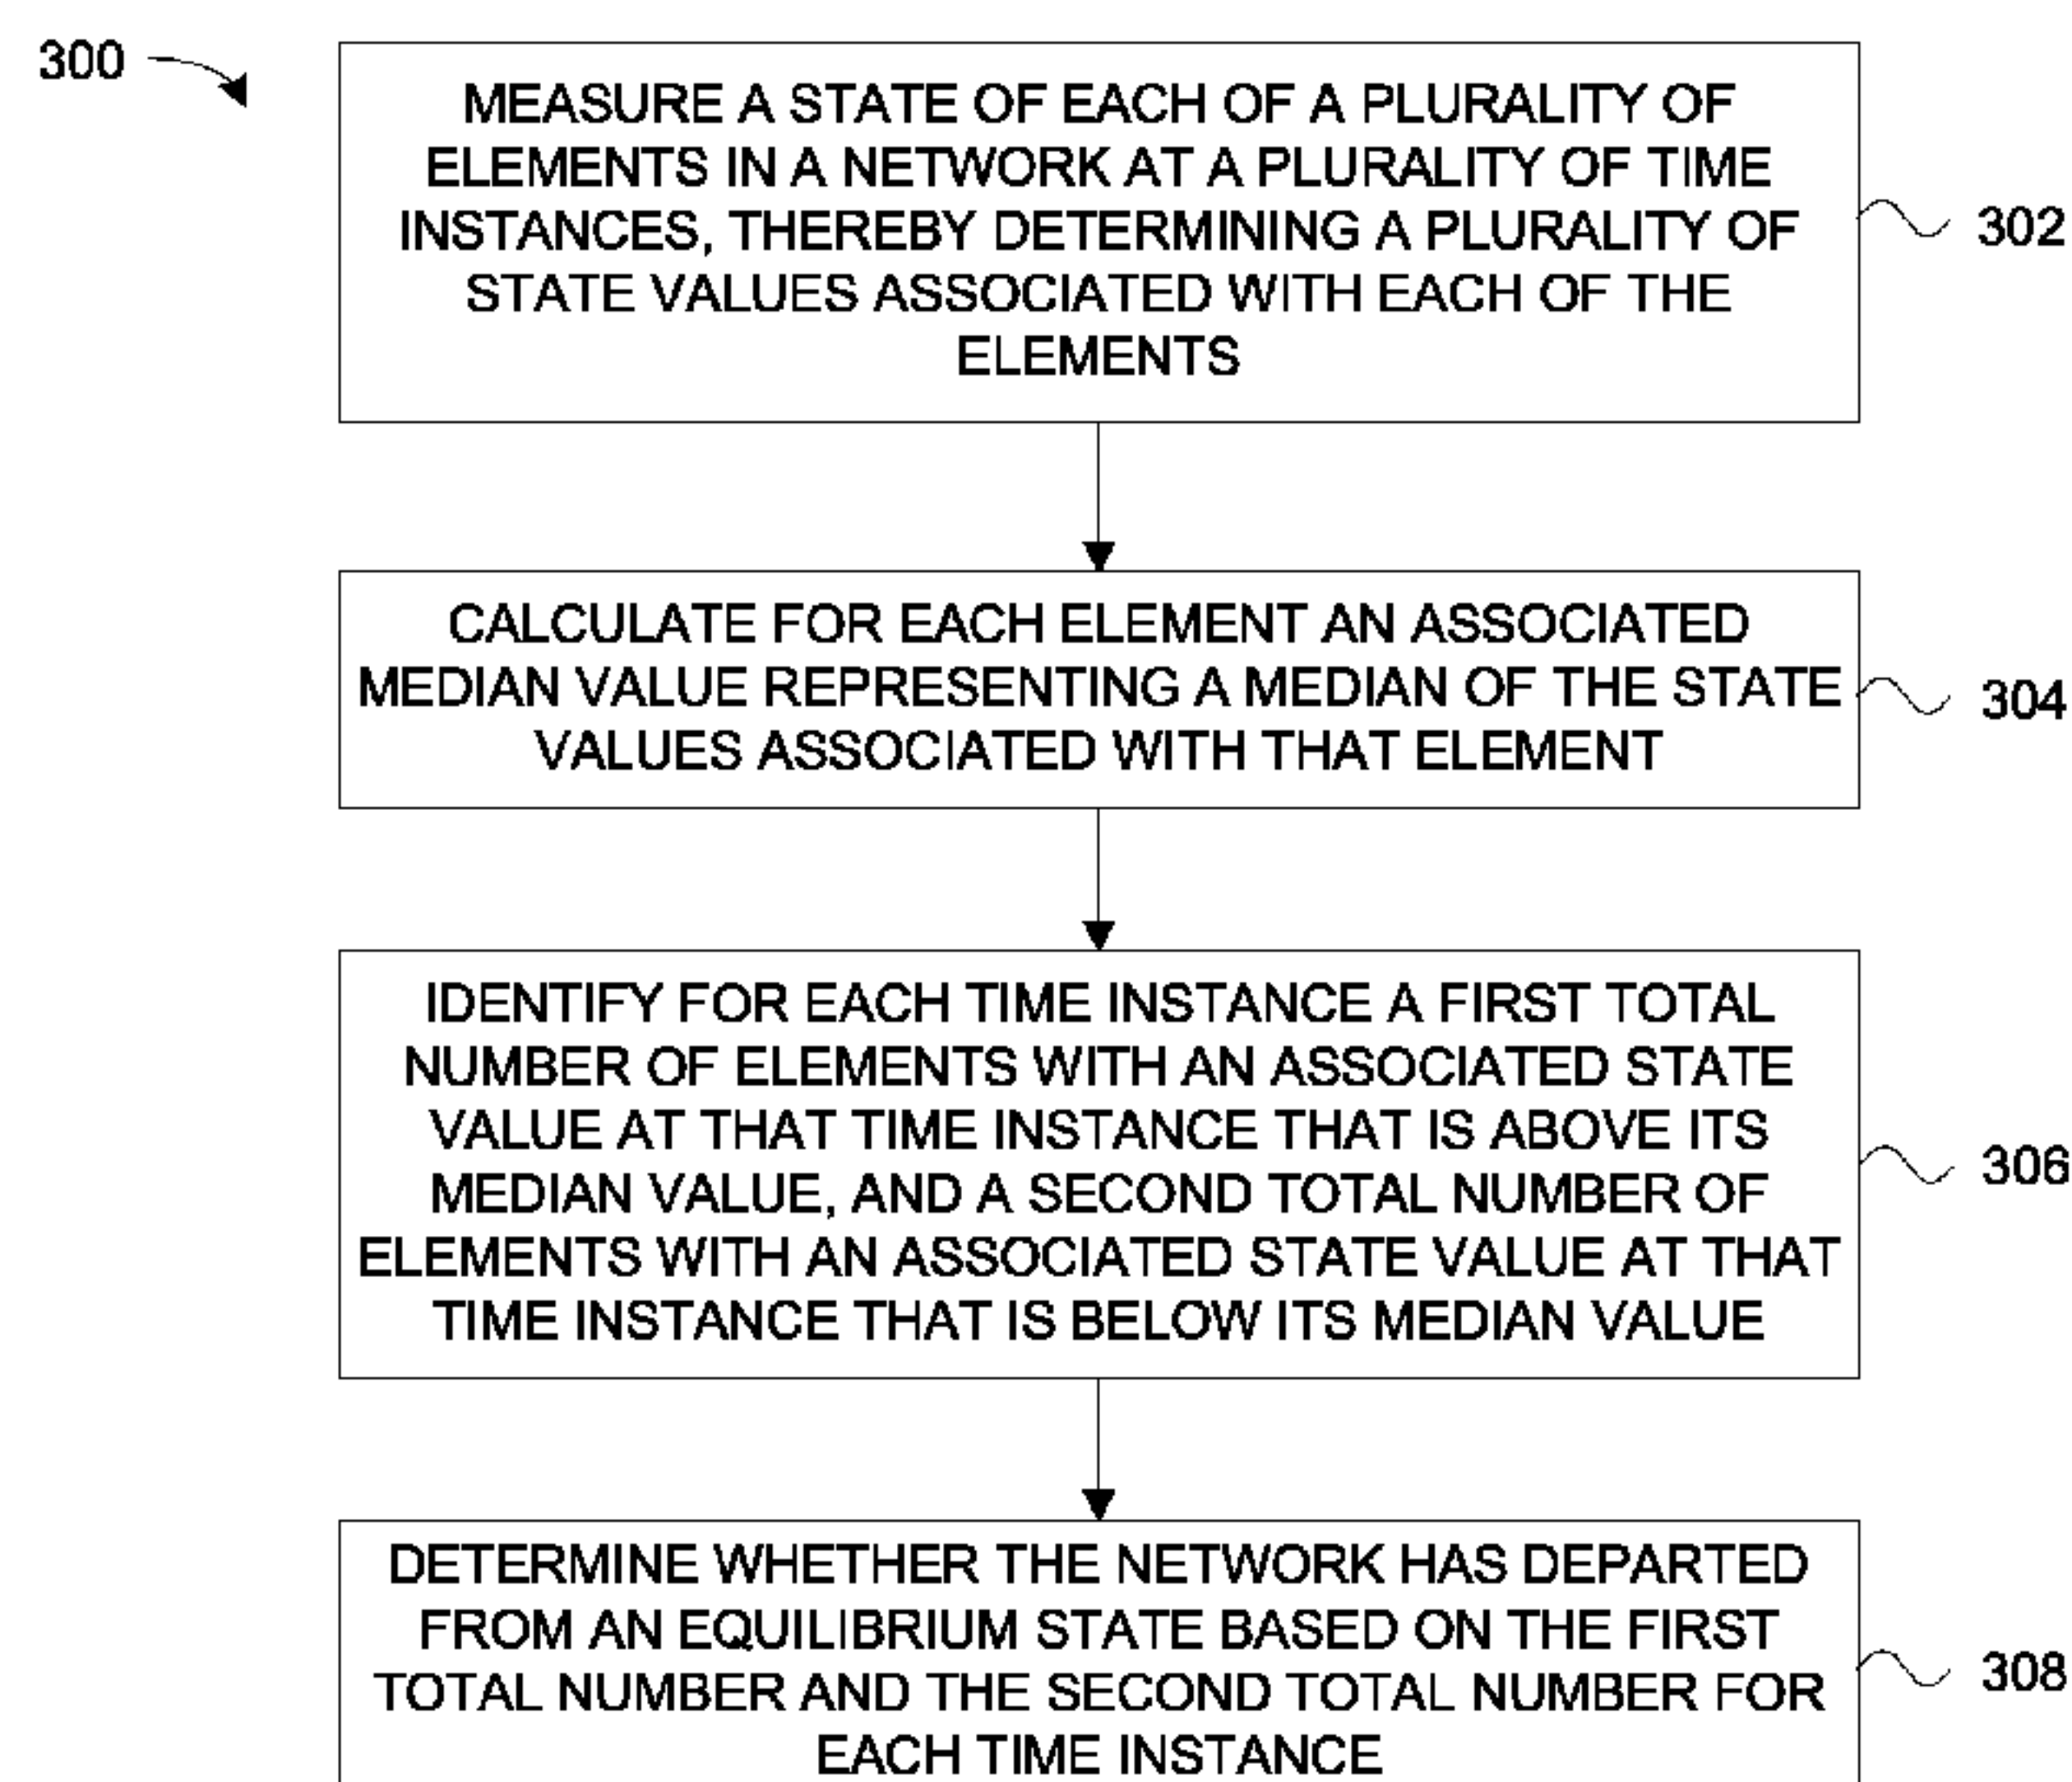 300
MEASURE A STATE OF EACH OF A PLURALITY OF
ELEMENTS IN A NETWORK AT A PLURALITY OF TIME
INSTANCES, THEREBY DETERMINING A PLURALITY OF
STATE VALUES ASSOCIATED WITH EACH OF THE
ELEMENTS
302
CALCULATE FOR EACH ELEMENT AN ASSOCIATED
MEDIAN VALUE REPRESENTING A MEDIAN OF THE STATE
VALUES ASSOCIATED WITH THAT ELEMENT
304
IDENTIFY FOR EACH TIME INSTANCE A FIRST TOTAL
NUMBER OF ELEMENTS WITH AN ASSOCIATED STATE
VALUE AT THAT TIME INSTANCE THAT IS ABOVE ITS
MEDIAN VALUE, AND A SECOND TOTAL NUMBER OF
ELEMENTS WITH AN ASSOCIATED STATE VALUE AT THAT
TIME INSTANCE THAT IS BELOW ITS MEDIAN VALUE
306
DETERMINE WHETHER THE NETWORK HAS DEPARTED
FROM AN EQUILIBRIUM STATE BASED ON THE FIRST
TOTAL NUMBER AND THE SECOND TOTAL NUMBER FOR
EACH TIME INSTANCE
308